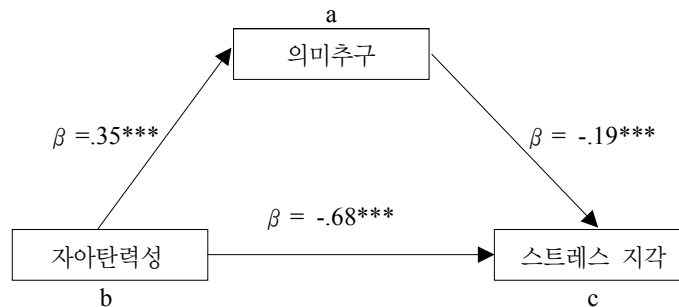 a
의미추구
β =.35***
β = -.19***
β = -.68***
자아탄력성
스트레스 지각
b
c